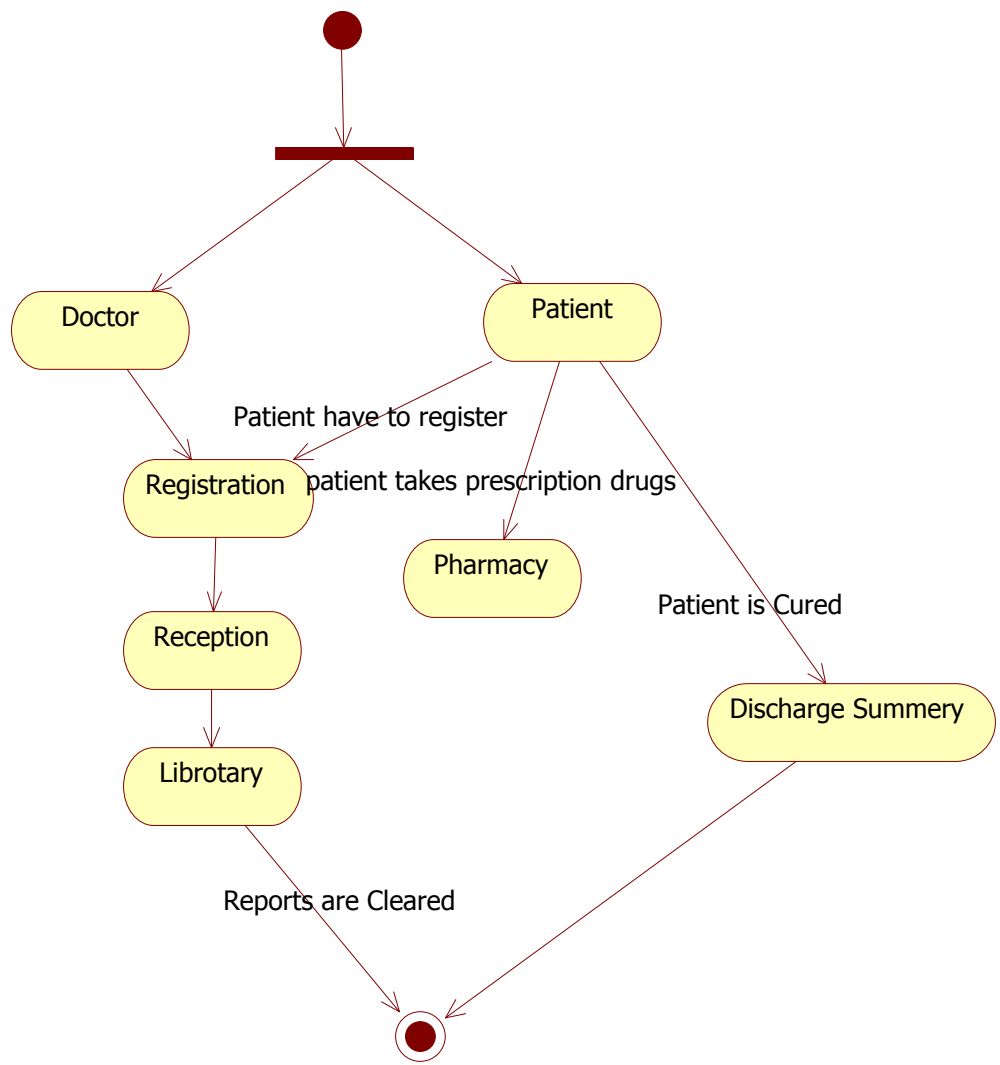 Doctor
Patient
Patient have to register
Registration
patient takes prescription drugs
Pharmacy
Patient is Cured
Reception
Discharge Summery
Librotary
Reports are Cleared